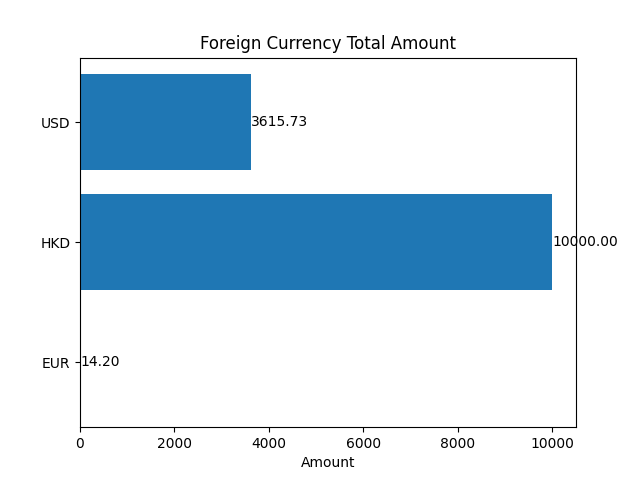 Foreign Currency Total Amount
USD
3615.73
HKD
10000.00
EUR
14.20
0 2000 4000 6000 8000 10000
Amount